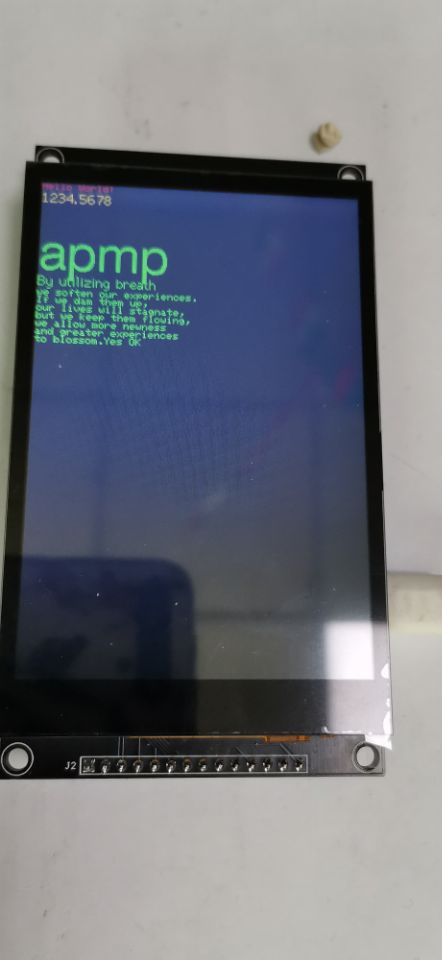 Hello World!
1234.5678
apmp
By utilizing breath
we soften our experiences.
If we dam them up,
our lives will stagnate,
but we keep them flowing,
we allow more newness
and greater experiences
to blossom.Yes OK
J2